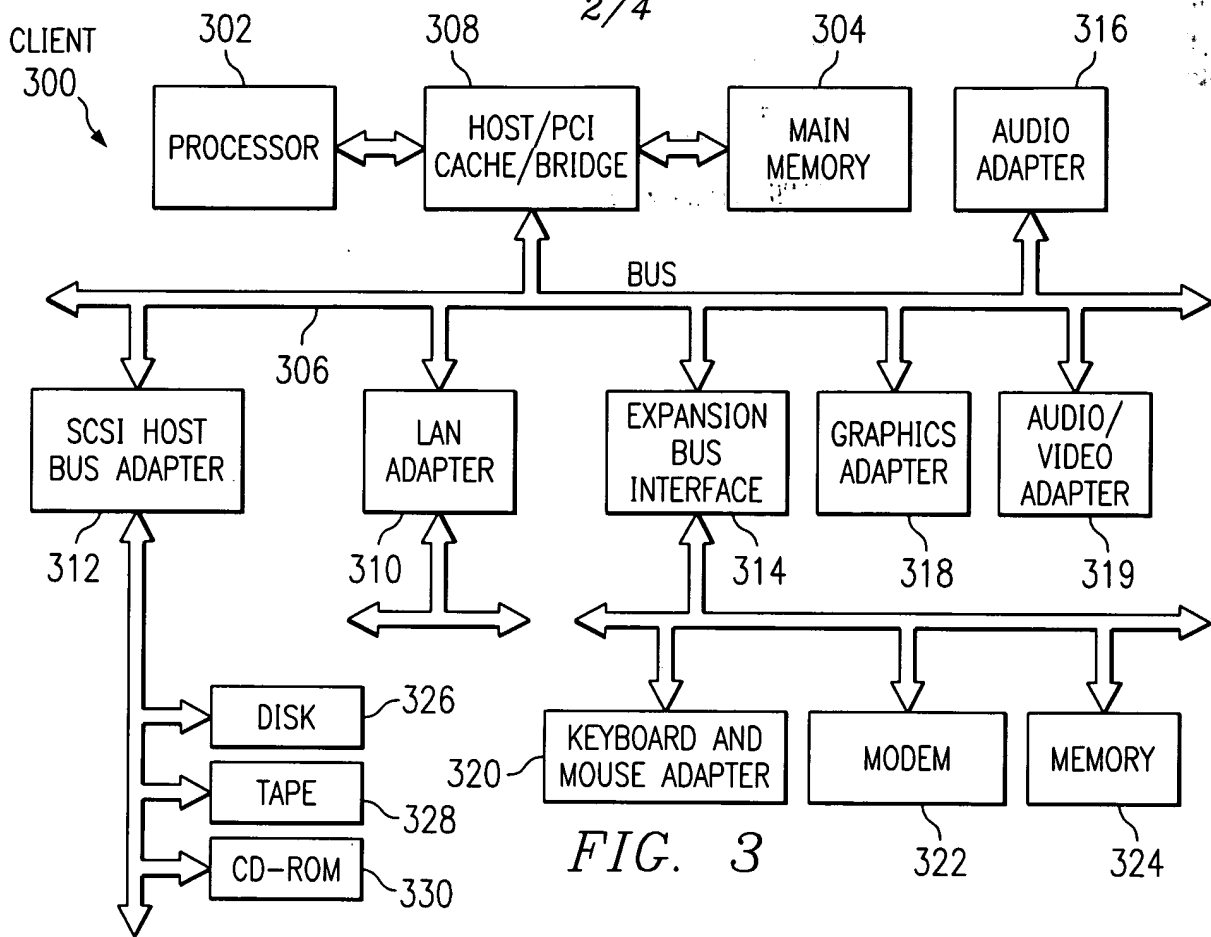 2/4
CLIENT
300
302
308
304
316
PROCESSOR
HOST/PCI
CACHE/BRIDGE
MAIN
MEMORY
AUDIO
ADAPTER
BUS
306
SCSI HOST
BUS ADAPTER
LAN
ADAPTER
EXPANSION
BUS
INTERFACE
GRAPHICS
ADAPTER
AUDIO/
VIDEO
ADAPTER
312
310
314
318
319
DISK
326
TAPE
328
CD-ROM
330
320
KEYBOARD AND
MOUSE ADAPTER
MODEM
MEMORY
322
324
FIG. 3